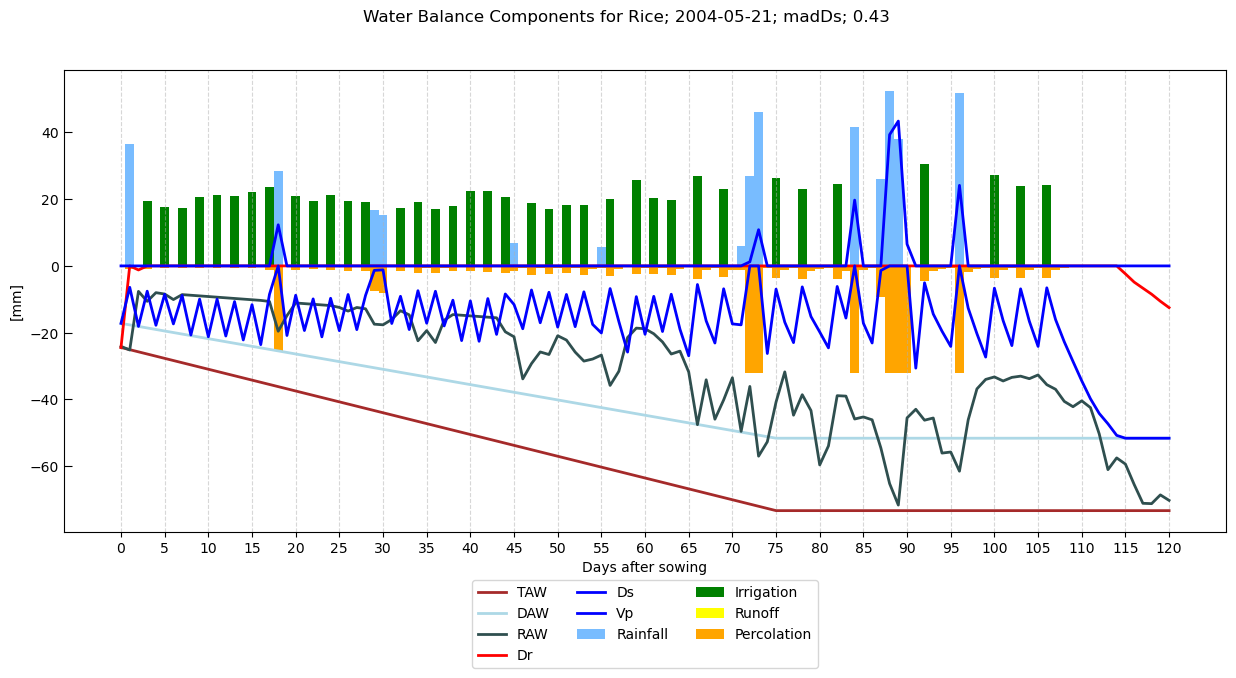 Water Balance Components for Rice; 2004-05-21; madDs; 0.43
40
20
0
−20
−40
−60
[mm]
0 5 10 15 20 25 30 35 40 45 50 55 60 65 70 75 80 85 90 95 100 105 110 115 120
Days after sowing
TAW Ds Irrigation
DAW Vp Runoff
RAW Rainfall Percolation
Dr